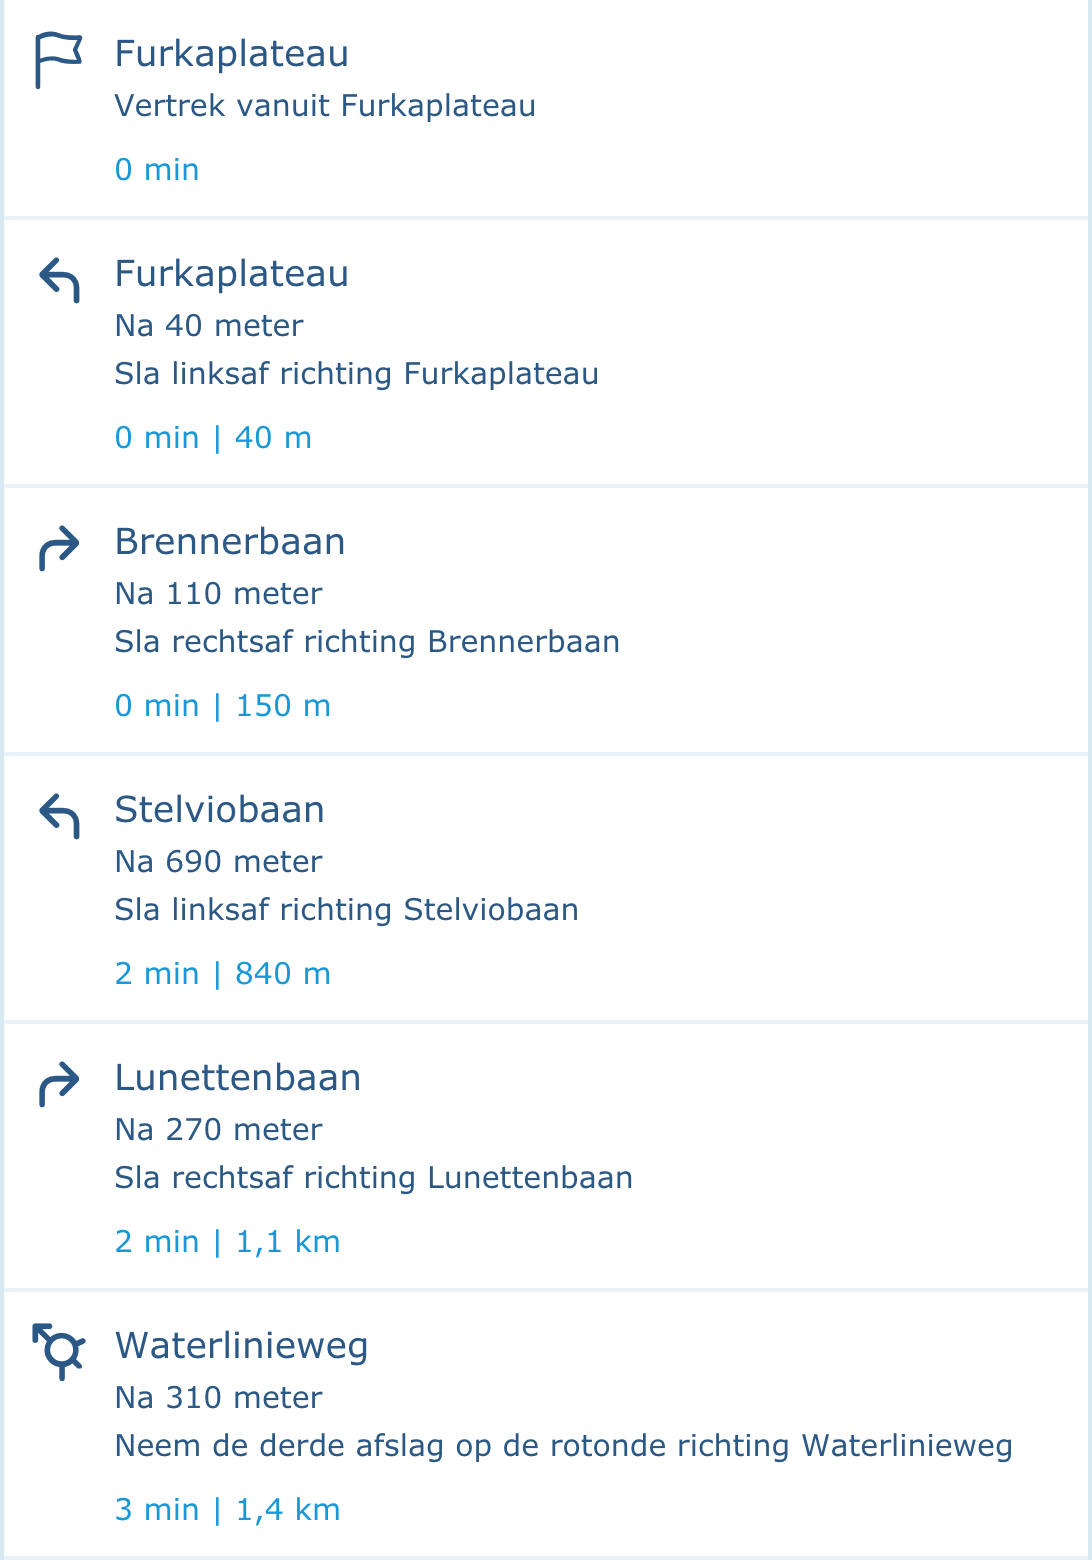 Furkaplateau
Vertrek vanuit Furkaplateau
0 min
Furkaplateau
Na 40 meter
Sla linksaf richting Furkaplateau
0 min | 40 m
Brennerbaan
Na 110 meter
Sla rechtsaf richting Brennerbaan
0 min | 150 m
Stelviobaan
Na 690 meter
Sla linksaf richting Stelviobaan
2 min | 840 m
Lunettenbaan
Na 270 meter
Sla rechtsaf richting Lunettenbaan
2 min | 1,1 km
Waterlinieweg
Na 310 meter
Neem de derde afslag op de rotonde richting Waterlinieweg
3 min | 1,4 km